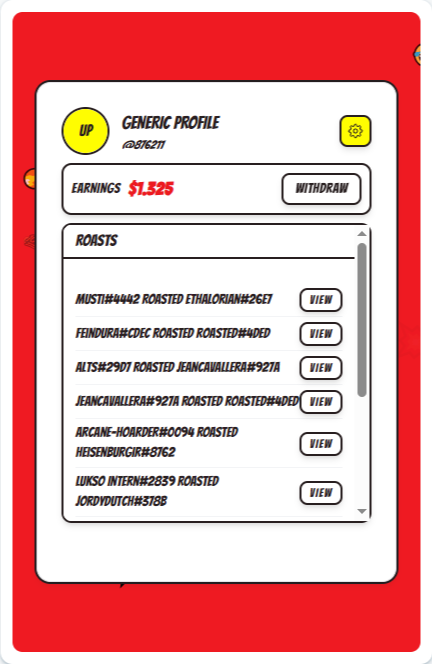 UP
GENERIC PROFILE
@876211
EARNINGS $1.325
WITHDRAW
ROASTS
MUSTI#4442 ROASTED ETHALORIAN#26E7
VIEW
FEINDURA#CDEC ROASTED ROASTED#4DED
VIEW
ALTS#29D7 ROASTED JEANCAVALLERA#927A
VIEW
JEANCAVALLERA#927A ROASTED ROASTED#4DED
VIEW
ARCANE-HOARDER#0094 ROASTED
HEISENBURGIR#8762
VIEW
LUKSO INTERN#2839 ROASTED
JORDYDUTCH#378B
VIEW